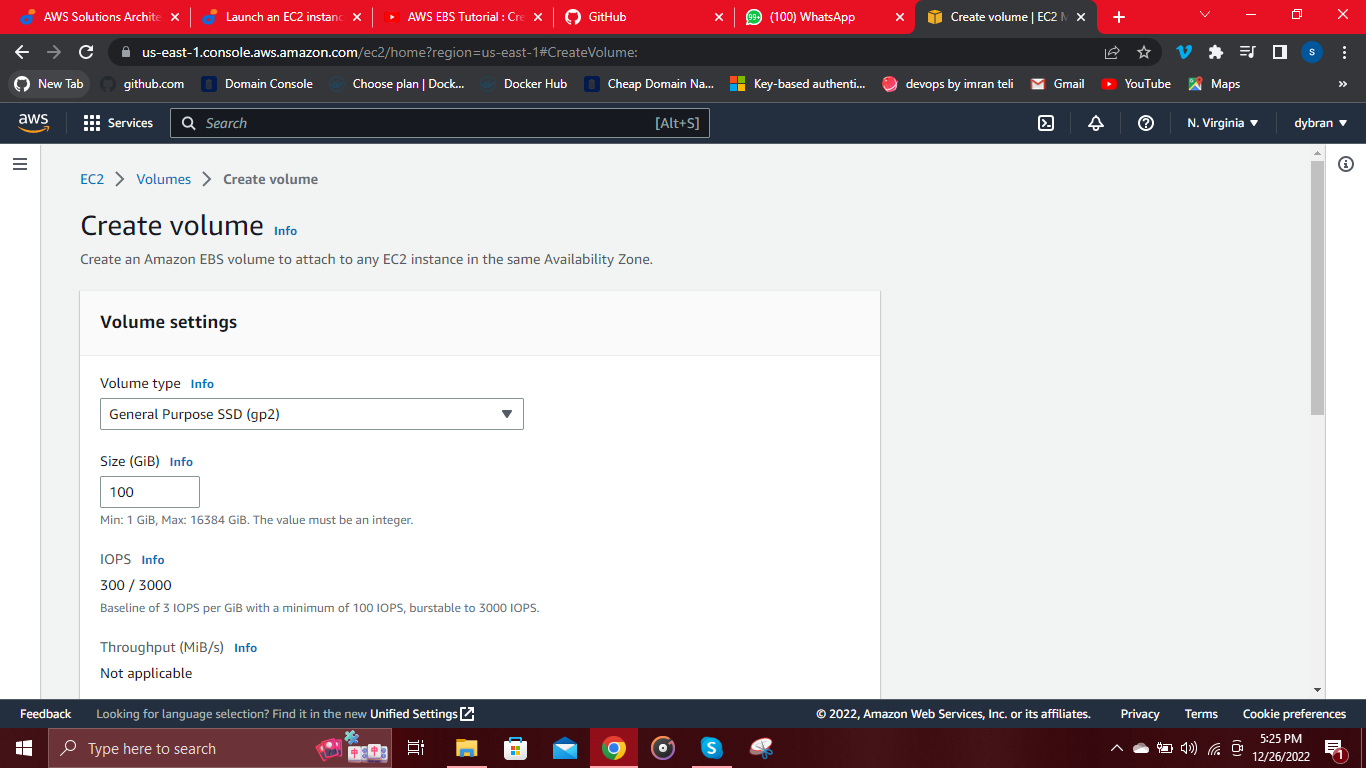 AWS Solutions Archite
Launch an EC2 instanc
AWS EBS Tutorial : Cre
GitHub
99+ (100) WhatsApp
Create volume | EC2 M
us-east-1.console.aws.amazon.com/ec2/home?region=us-east-1#CreateVolume:
S
New Tab
github.com
Domain Console
Choose plan | Dock...
Docker Hub
Cheap Domain Na...
Key-based authenti...
devops by imran teli
Gmail
YouTube
Maps
»
aws
Services
Search
[Alt+S]
N. Virginia
dybran
EC2 Volumes Create volume
Create volume Info
Create an Amazon EBS volume to attach to any EC2 instance in the same Availability Zone.
Volume settings
Volume type Info
General Purpose SSD (gp2)
Size (GiB) Info
100
Min: 1 GiB, Max: 16384 GiB. The value must be an integer.
IOPS Info
300 / 3000
Baseline of 3 IOPS per GiB with a minimum of 100 IOPS, burstable to 3000 IOPS.
Throughput (MiB/s) Info
Not applicable
Feedback
Looking for language selection? Find it in the new Unified Settings
© 2022, Amazon Web Services, Inc. or its affiliates.
Privacy
Terms
Cookie preferences
Type here to search
5:25 PM
12/26/2022
1